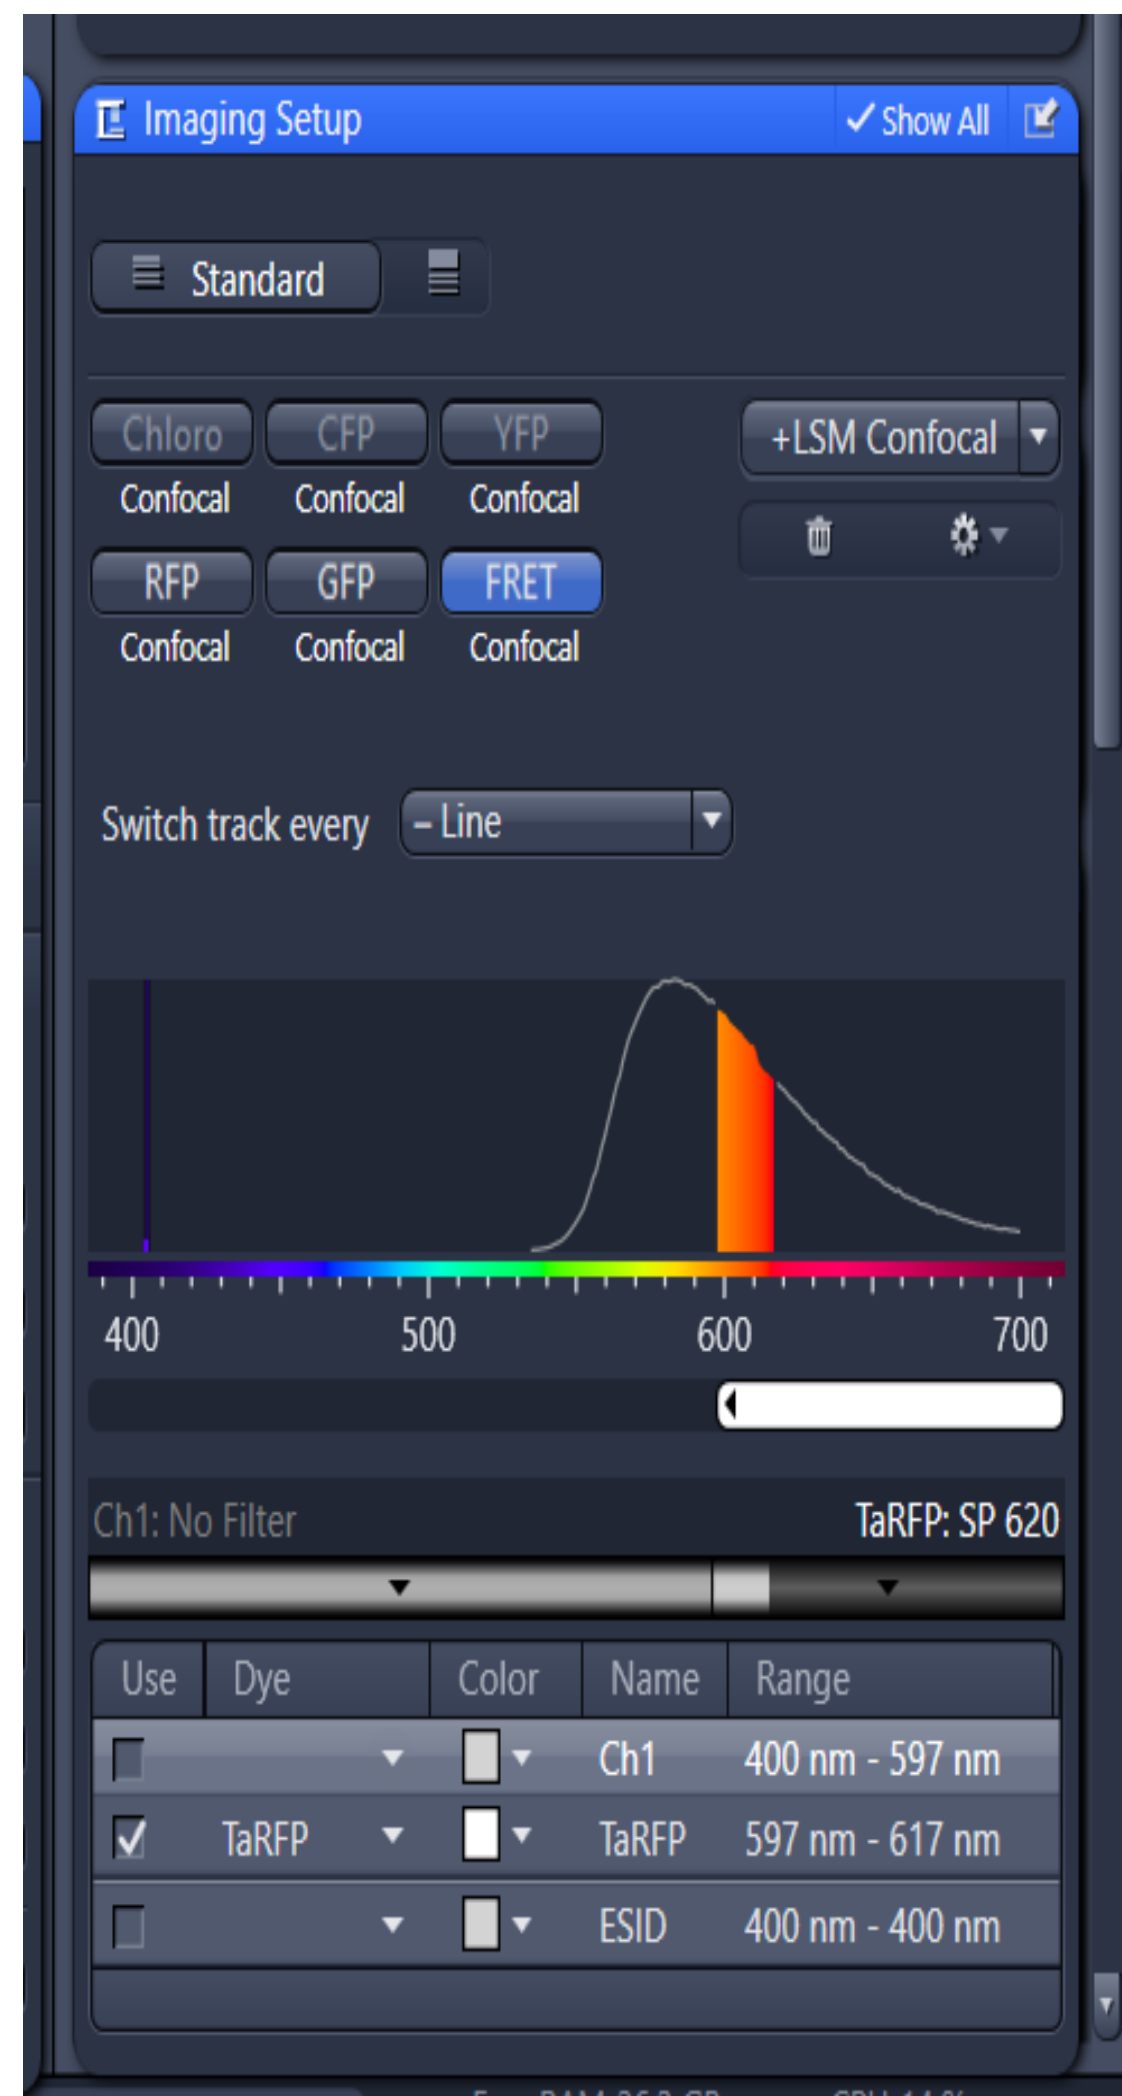 Imaging Setup Show All
Standard
Chloro CFP YFP +LSM Confocal
Confocal Confocal Confocal
RFP GFP FRET
Confocal Confocal Confocal
Switch track every – Line
400 500 600 700
Ch1: No Filter TaRFP: SP 620
Use Dye Color Name Range
Ch1 400 nm - 597 nm
TaRFP TaRFP 597 nm - 617 nm
ESID 400 nm - 400 nm